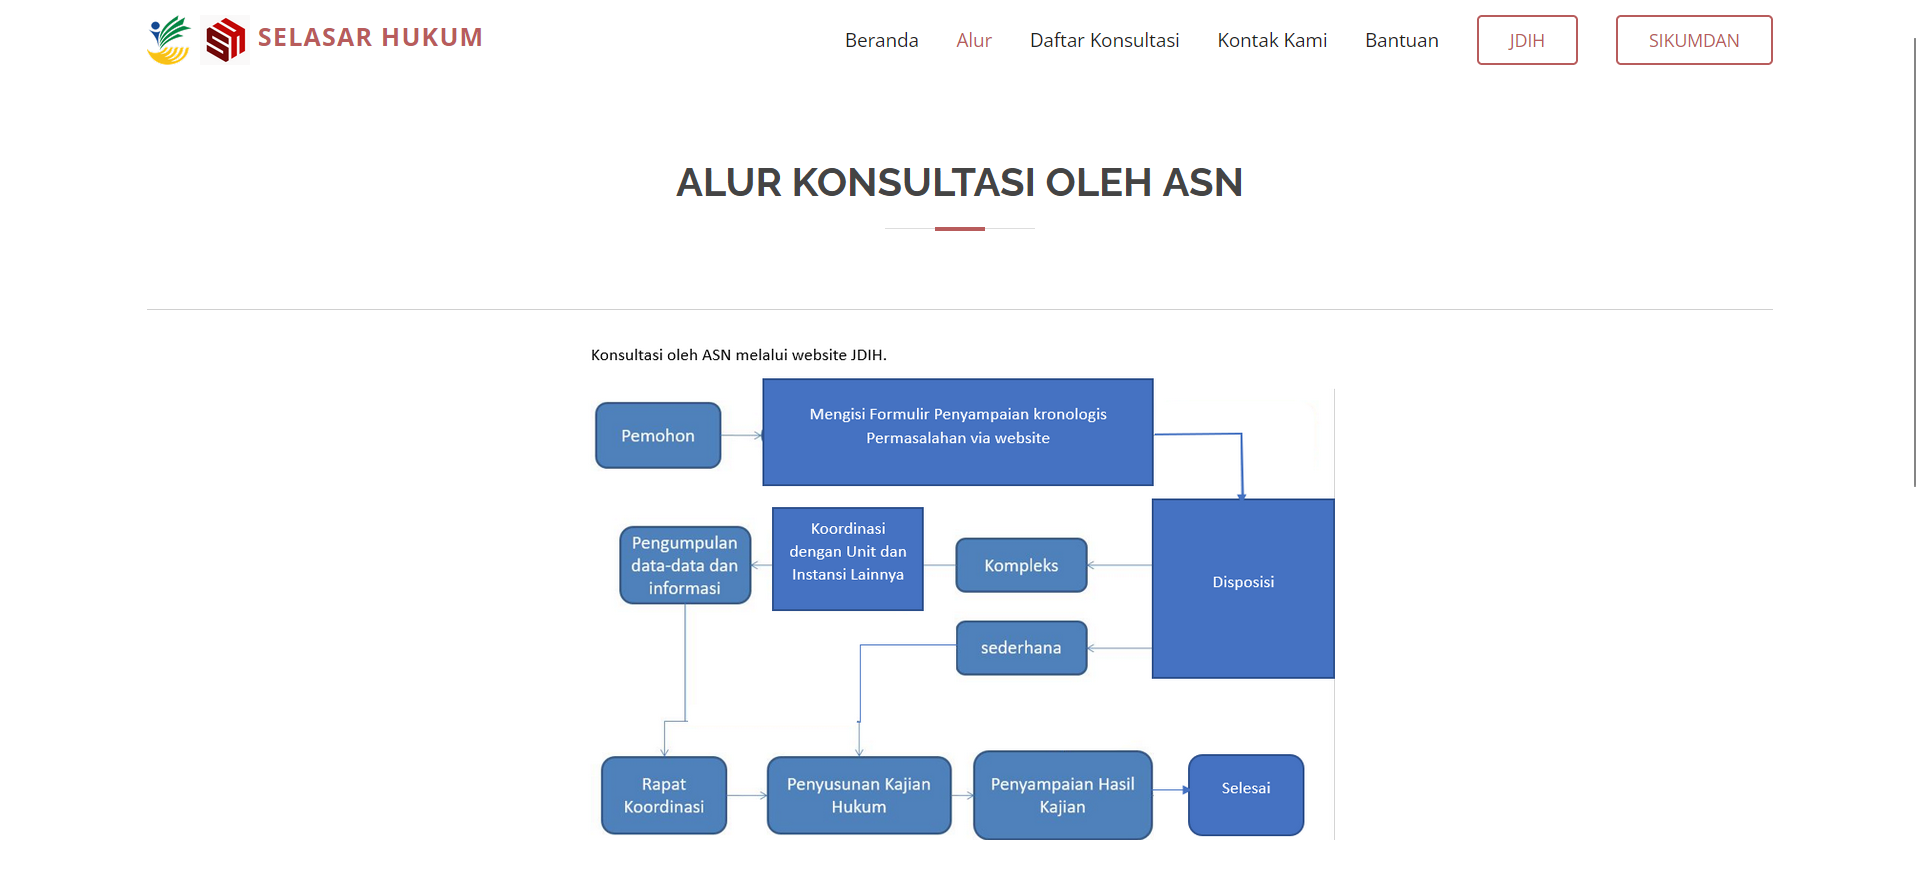 SELASAR HUKUM
Beranda
Alur
Daftar Konsultasi
Kontak Kami
Bantuan
JDIH
SIKUMDAN
ALUR KONSULTASI OLEH ASN
Konsultasi oleh ASN melalui website JDIH.
Pemohon
Mengisi Formulir Penyampaian kronologis
Permasalahan via website
Pengumpulan
data-data dan
informasi
Koordinasi
dengan Unit dan
Instansi Lainnya
Kompleks
Disposisi
sederhana
Rapat
Koordinasi
Penyusunan Kajian
Hukum
Penyampaian Hasil
Kajian
Selesai